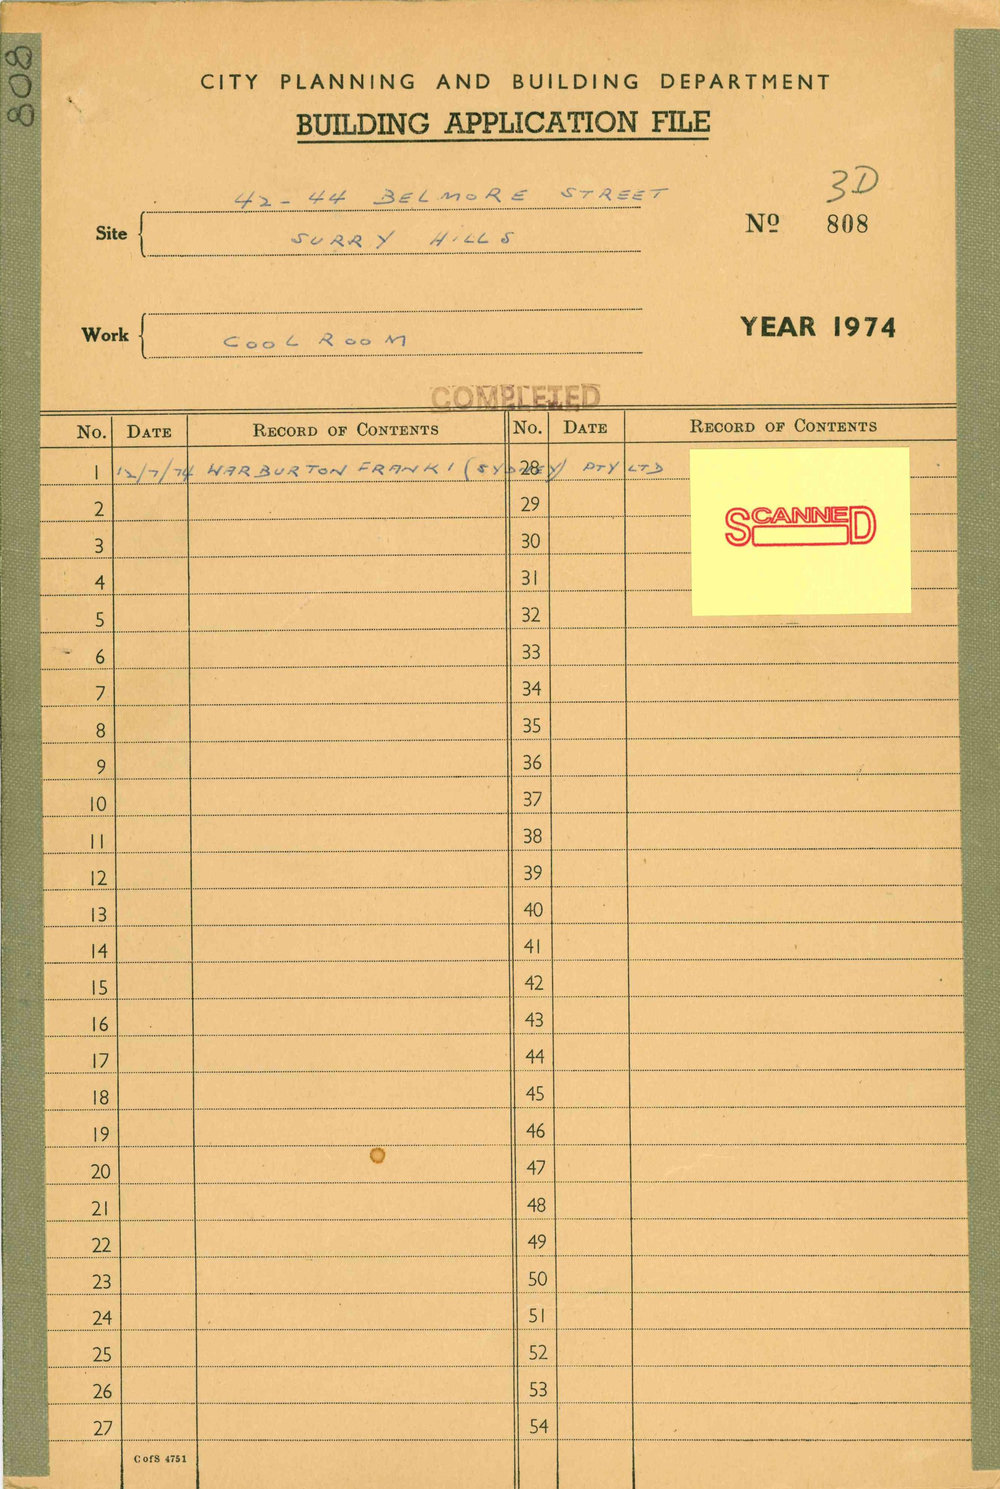 808
CITY PLANNING AND BUILDING DEPARTMENT
BUILDING APPLICATION FILE
3D
42-44 BELMORE STREET
Site
SURRY HILLS
Nº 808
Work
COOLROOM
YEAR 1974
COMPLETED
No. DATE RECORD OF CONTENTS No. DATE RECORD OF CONTENTS
1 12/7/74 WARBURTON FRANKI (SYDNEY) PTY LTD 28
SCANNED
2 29
3 30
4 31
5 32
6 33
7 34
8 35
9 36
10 37
11 38
12 39
13 40
14 41
15 42
16 43
17 44
18 45
19 46
20 47
21 48
22 49
23 50
24 51
25 52
26 53
27 54
C of S 4751